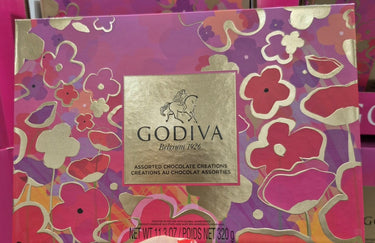 GODIVA
Belgium 1926
ASSORTED CHOCOLATE CREATIONS
CRÉATIONS AU CHOCOLAT ASSORTIES
NET WT 11.3 OZ / POIDS NET 320 g